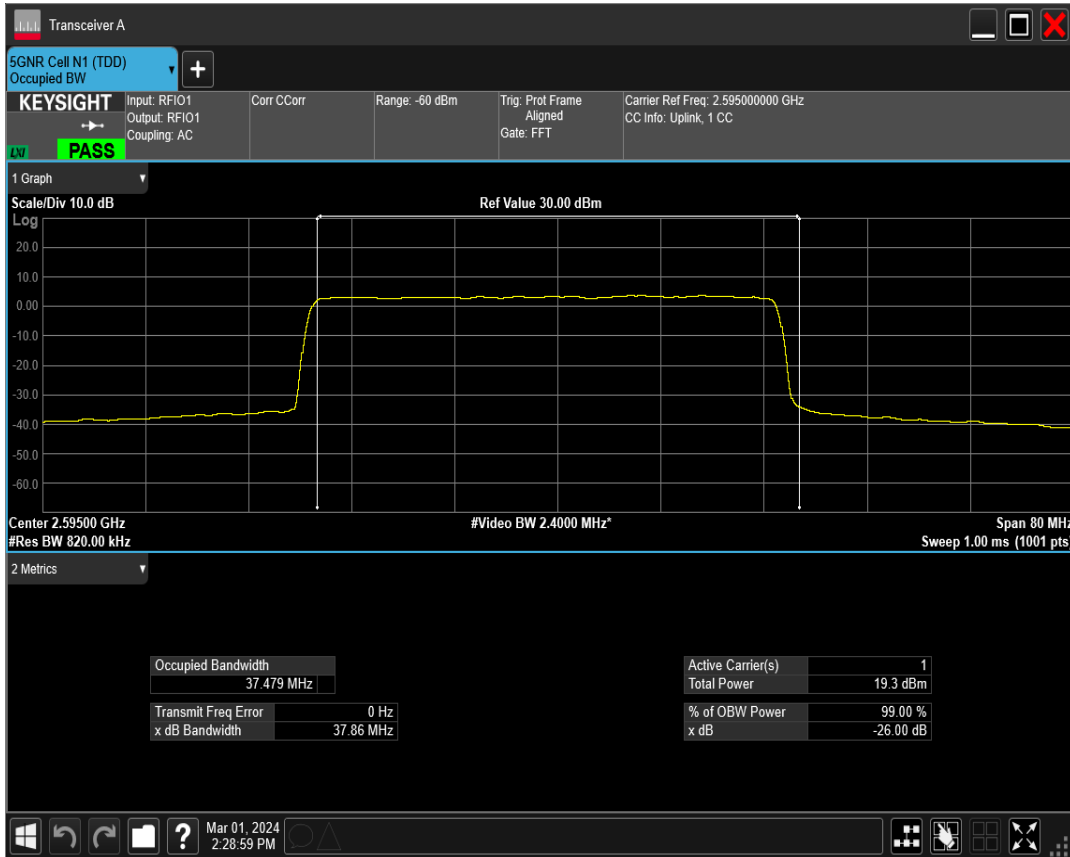 Transceiver A
5GNR Cell N1 (TDD)
Occupied BW
+
KEYSIGHT
LXI
PASS
Input: RFIO1
Output: RFIO1
Coupling: AC
Corr CCorr
Range: -60 dBm
Trig: Prot Frame
Aligned
Gate: FFT
Carrier Ref Freq: 2.595000000 GHz
CC Info: Uplink, 1 CC
1 Graph
Scale/Div 10.0 dB
Ref Value 30.00 dBm
Log
20.0
10.0
0.00
-10.0
-20.0
-30.0
-40.0
-50.0
-60.0
Center 2.59500 GHz
#Video BW 2.4000 MHz*
Span 80 MHz
#Res BW 820.00 kHz
Sweep 1.00 ms (1001 pts)
2 Metrics
Occupied Bandwidth
37.479 MHz
Transmit Freq Error 0 Hz
x dB Bandwidth 37.86 MHz
Active Carrier(s) 1
Total Power 19.3 dBm
% of OBW Power 99.00 %
x dB -26.00 dB
?
Mar 01, 2024
2:28:59 PM